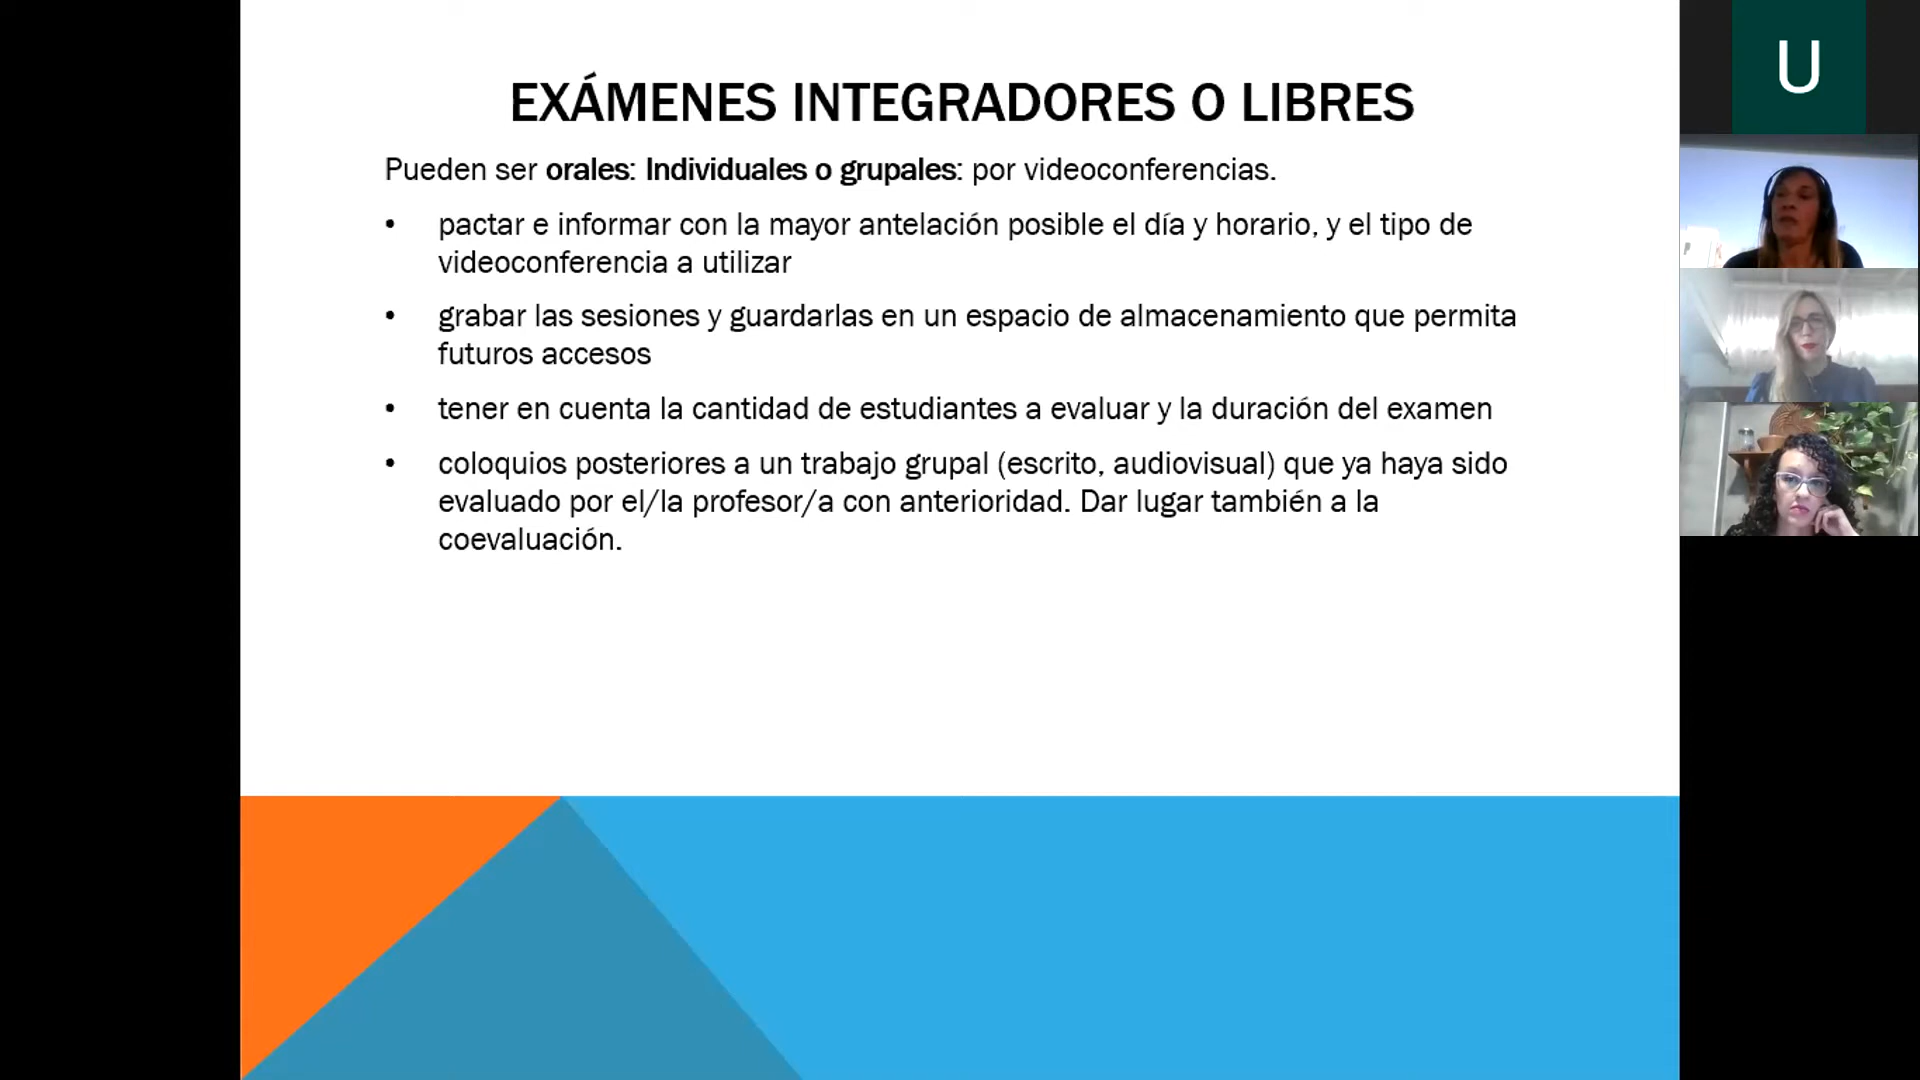 EXÁMENES INTEGRADORES O LIBRES
Pueden ser orales: Individuales o grupales: por videoconferencias.
• pactar e informar con la mayor antelación posible el día y horario, y el tipo de
videoconferencia a utilizar
• grabar las sesiones y guardarlas en un espacio de almacenamiento que permita
futuros accesos
• tener en cuenta la cantidad de estudiantes a evaluar y la duración del examen
• coloquios posteriores a un trabajo grupal (escrito, audiovisual) que ya haya sido
evaluado por el/la profesor/a con anterioridad. Dar lugar también a la
coevaluación.
U